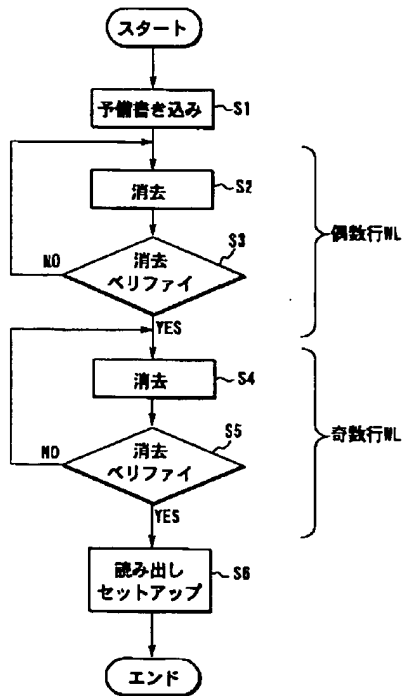 スタート
予備書き込み
S1
消去
S2
S3
消去
ベリファイ
NO
YES
偶数行WL
消去
S4
S5
消去
ベリファイ
NO
YES
奇数行WL
読み出し
セットアップ
S6
エンド